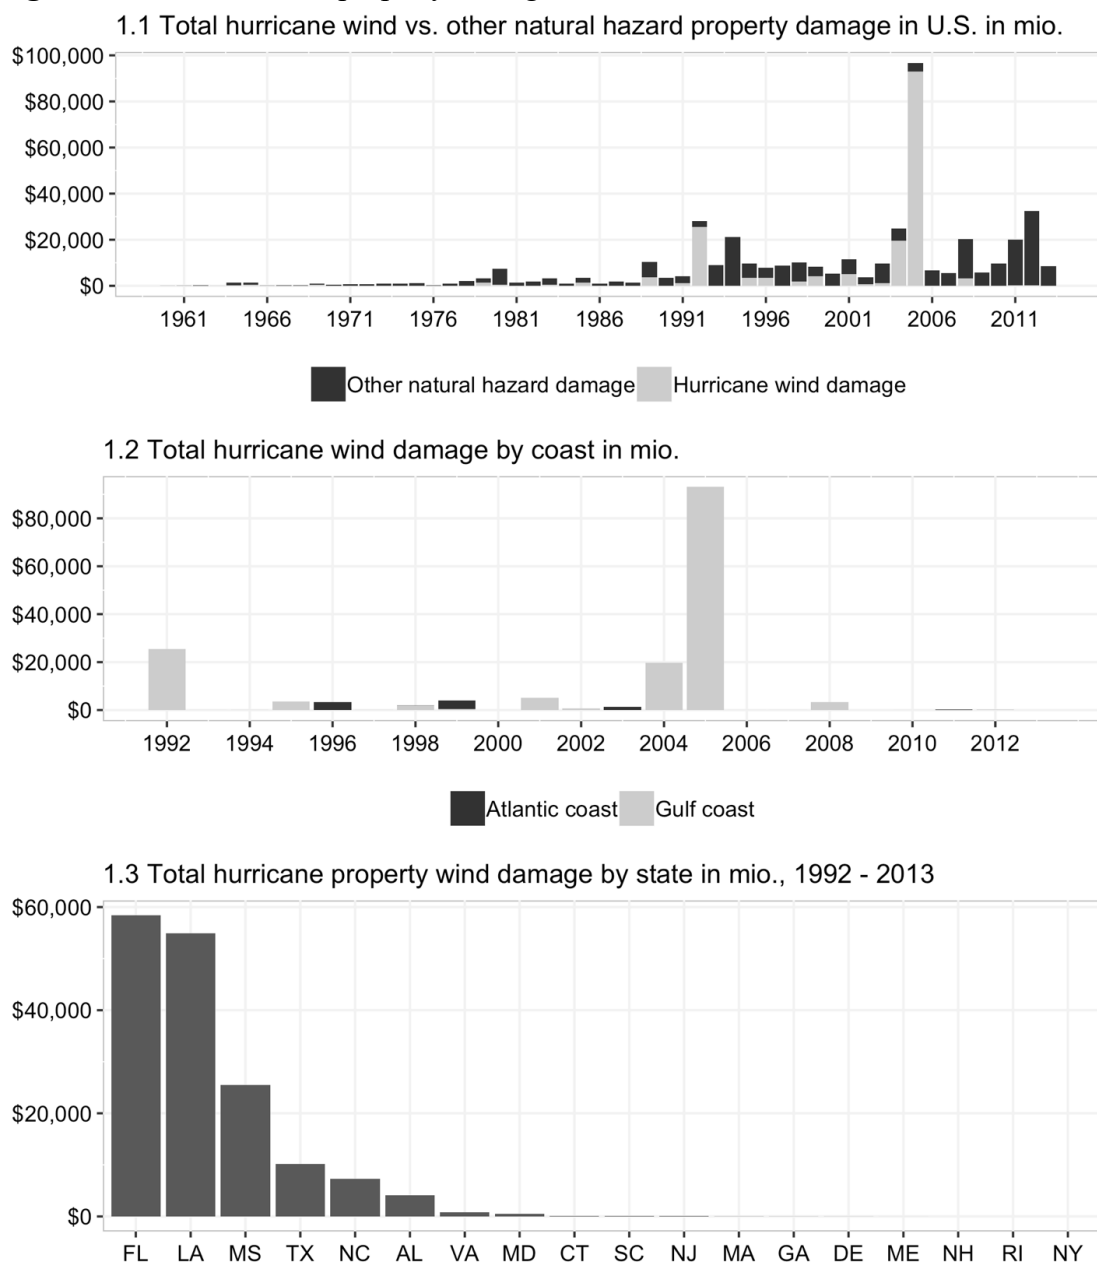 1.1 Total hurricane wind vs. other natural hazard property damage in U.S. in mio.
$100,000
$80,000
$60,000
$40,000
$20,000
$0
1961 1966 1971 1976 1981 1986 1991 1996 2001 2006 2011
Other natural hazard damage Hurricane wind damage
1.2 Total hurricane wind damage by coast in mio.
$80,000
$60,000
$40,000
$20,000
$0
1992 1994 1996 1998 2000 2002 2004 2006 2008 2010 2012
Atlantic coast Gulf coast
1.3 Total hurricane property wind damage by state in mio., 1992 - 2013
$60,000
$40,000
$20,000
$0
FL LA MS TX NC AL VA MD CT SC NJ MA GA DE ME NH RI NY